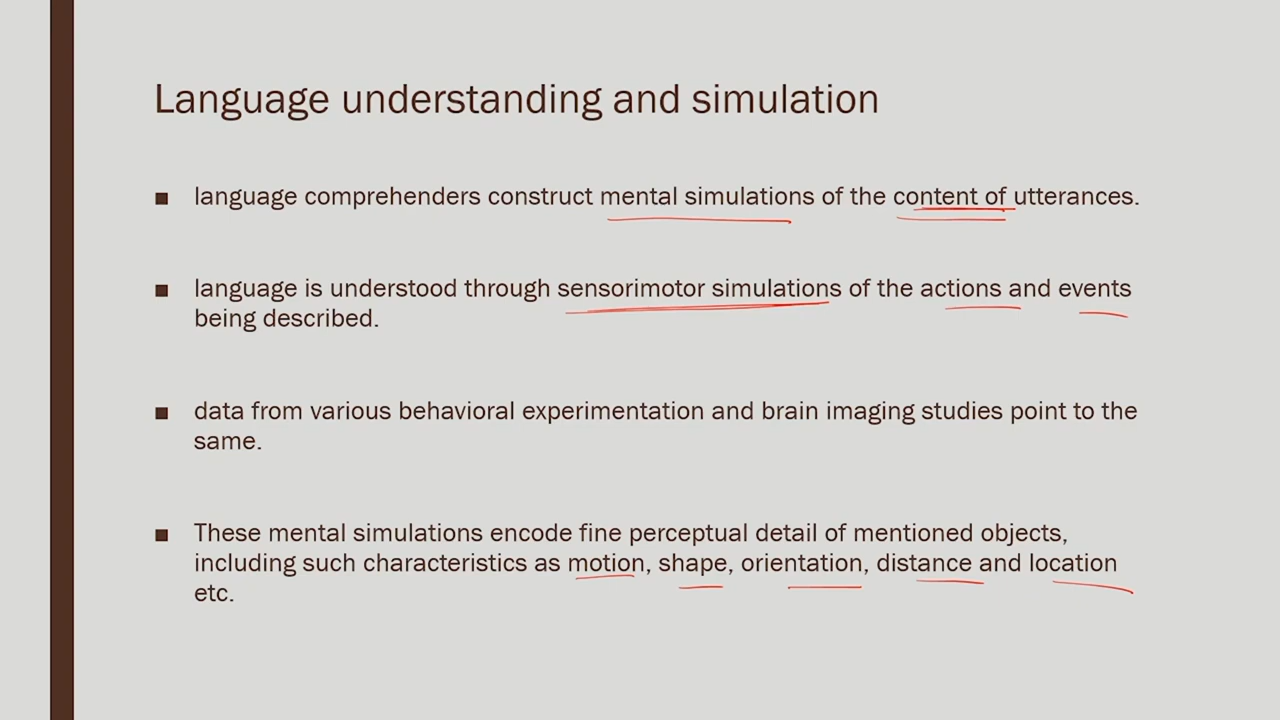 Language understanding and simulation
■ language comprehenders construct mental simulations of the content of utterances.
■ language is understood through sensorimotor simulations of the actions and events
being described.
■ data from various behavioral experimentation and brain imaging studies point to the
same.
■ These mental simulations encode fine perceptual detail of mentioned objects,
including such characteristics as motion, shape, orientation, distance and location
etc.